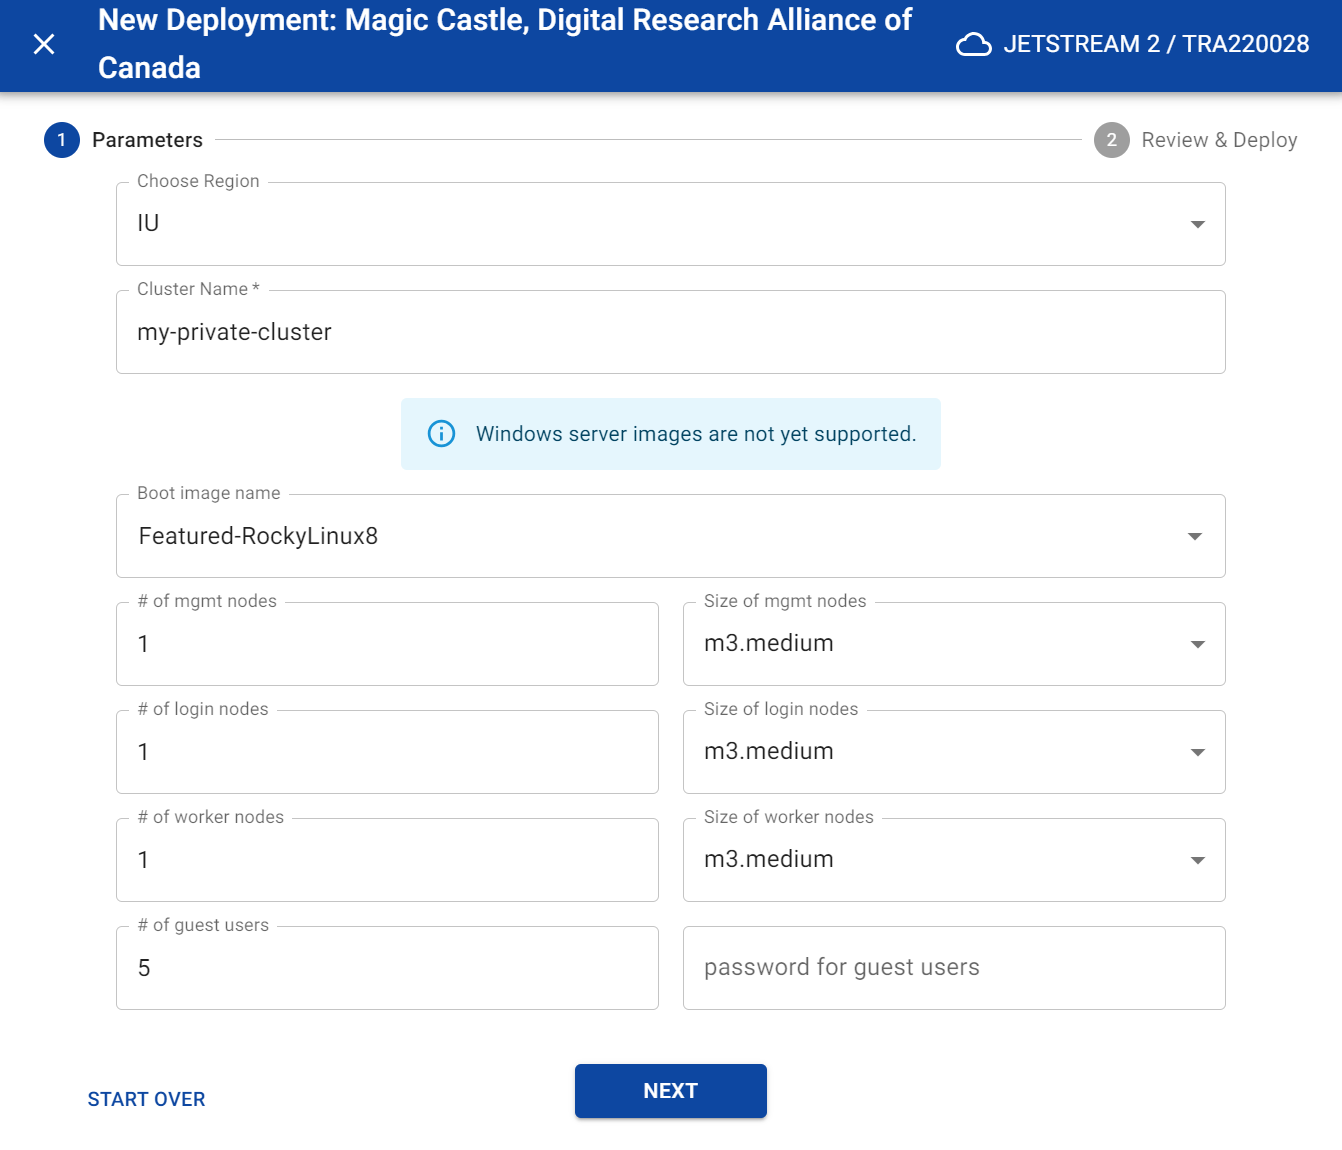 New Deployment: Magic Castle, Digital Research Alliance of
Canada
JETSTREAM 2 / TRA220028
1 Parameters
2 Review & Deploy
Choose Region
IU
Cluster Name *
my-private-cluster
Windows server images are not yet supported.
Boot image name
Featured-RockyLinux8
# of mgmt nodes
1
Size of mgmt nodes
m3.medium
# of login nodes
1
Size of login nodes
m3.medium
# of worker nodes
1
Size of worker nodes
m3.medium
# of guest users
5
password for guest users
START OVER
NEXT